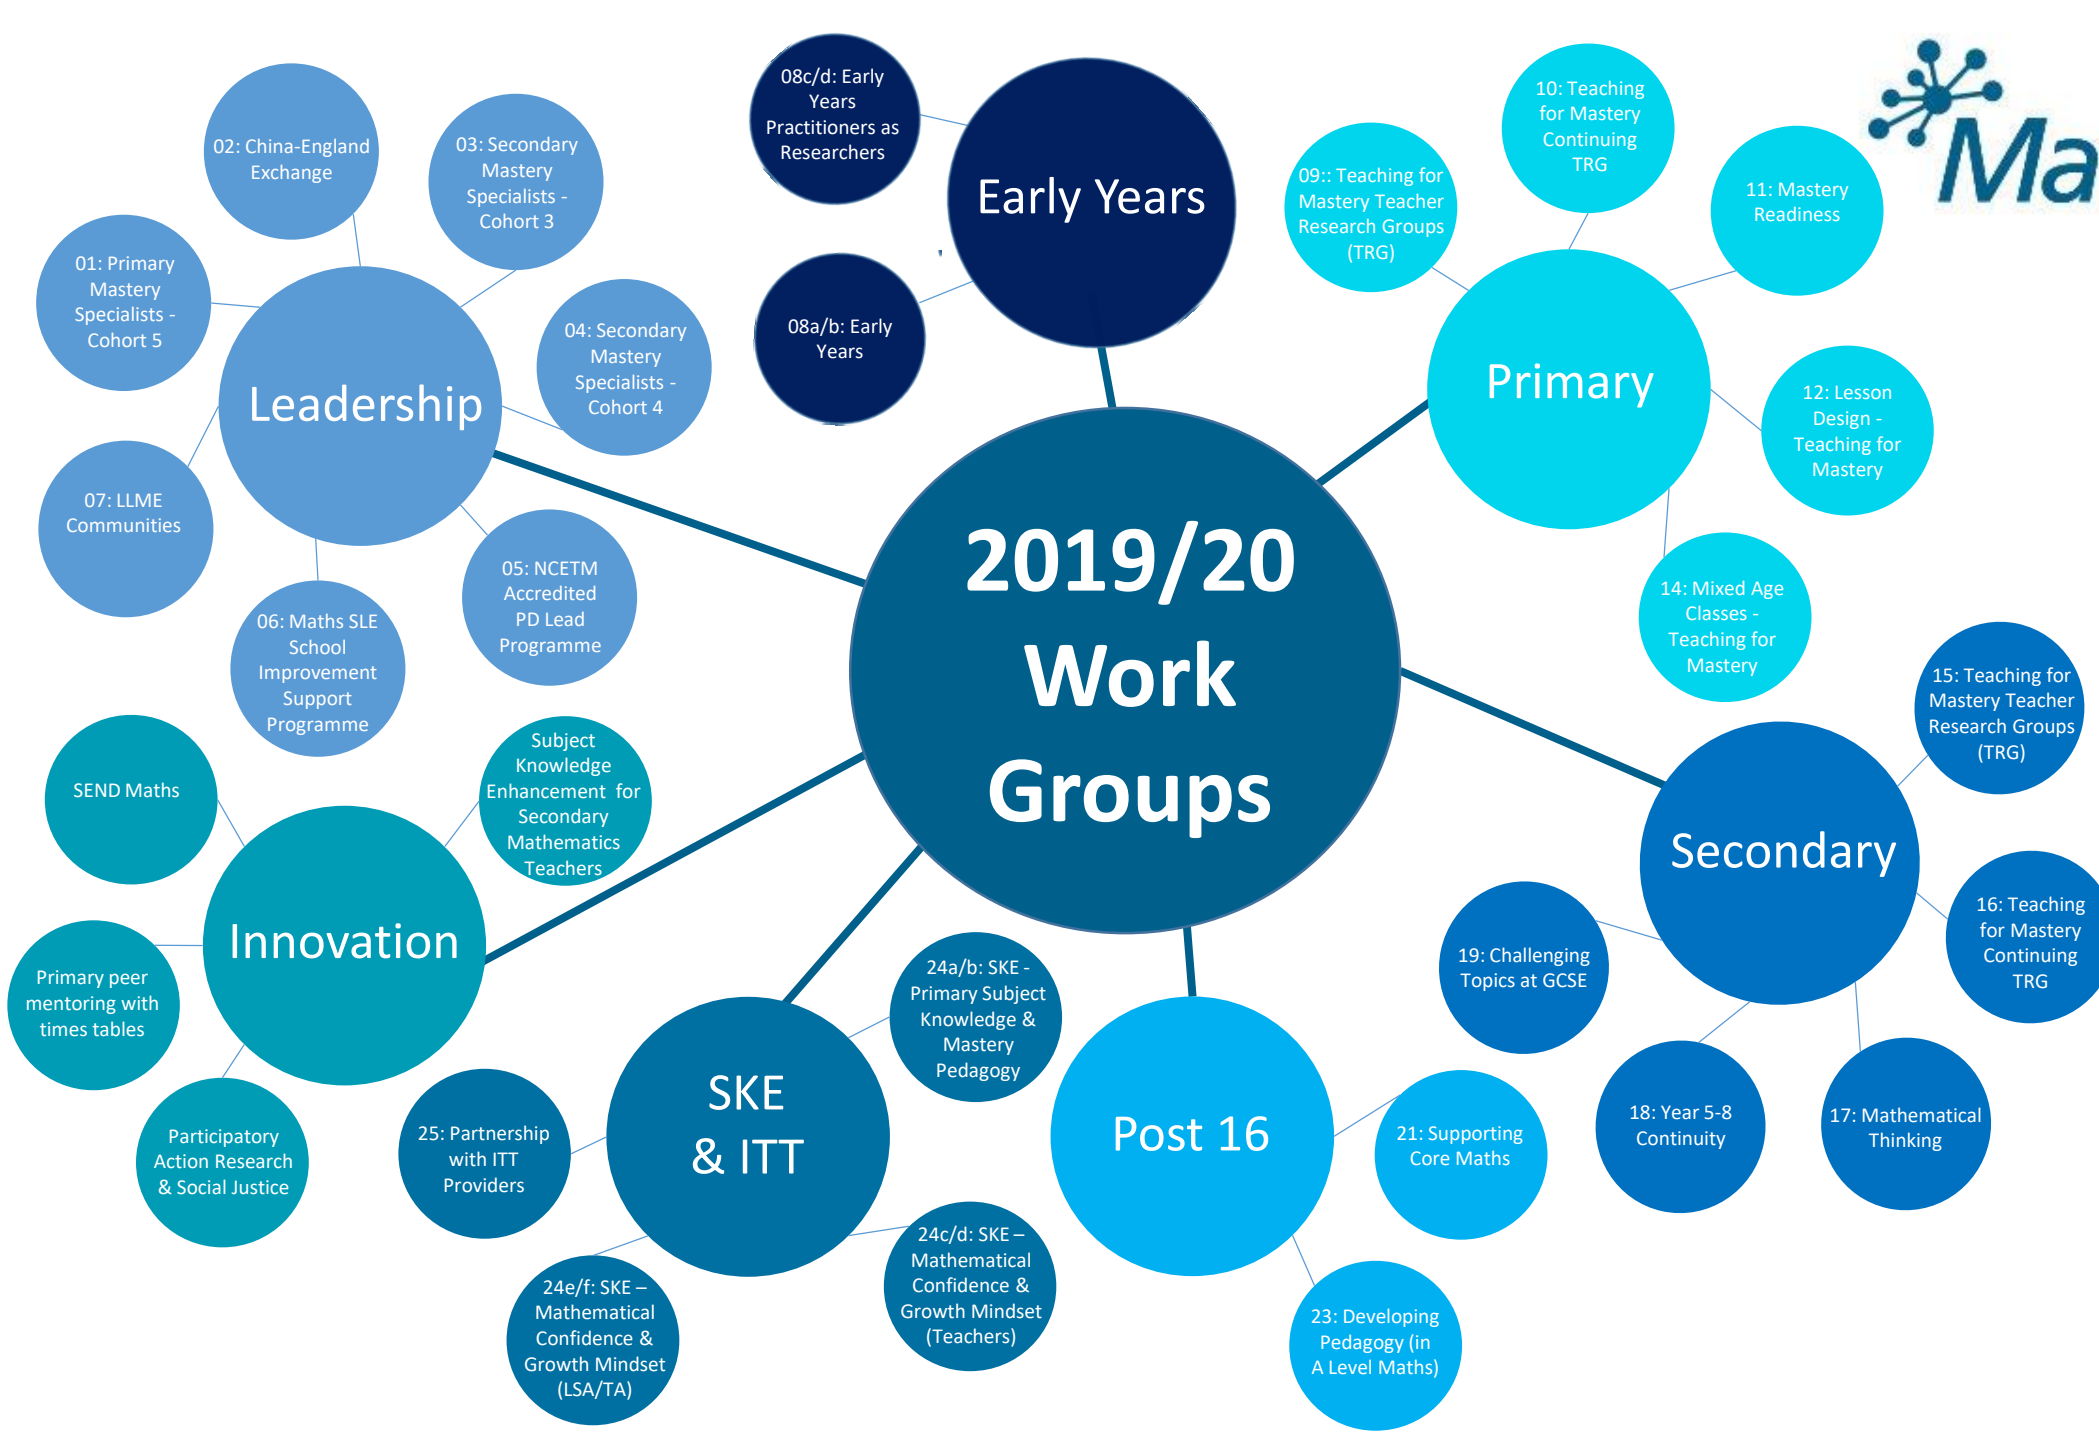 2019/20
Work
Groups
Early Years
08c/d: Early
Years
Practitioners as
Researchers
08a/b: Early
Years
Primary
09:: Teaching for
Mastery Teacher
Research Groups
(TRG)
10: Teaching
for Mastery
Continuing
TRG
11: Mastery
Readiness
12: Lesson
Design -
Teaching for
Mastery
14: Mixed Age
Classes -
Teaching for
Mastery
Ma
Secondary
15: Teaching for
Mastery Teacher
Research Groups
(TRG)
16: Teaching
for Mastery
Continuing
TRG
17: Mathematical
Thinking
18: Year 5-8
Continuity
19: Challenging
Topics at GCSE
Post 16
21: Supporting
Core Maths
23: Developing
Pedagogy (in
A Level Maths)
SKE
& ITT
24a/b: SKE -
Primary Subject
Knowledge &
Mastery
Pedagogy
24c/d: SKE –
Mathematical
Confidence &
Growth Mindset
(Teachers)
24e/f: SKE –
Mathematical
Confidence &
Growth Mindset
(LSA/TA)
25: Partnership
with ITT
Providers
Innovation
Subject
Knowledge
Enhancement for
Secondary
Mathematics
Teachers
SEND Maths
Primary peer
mentoring with
times tables
Participatory
Action Research
& Social Justice
Leadership
01: Primary
Mastery
Specialists -
Cohort 5
02: China-England
Exchange
03: Secondary
Mastery
Specialists -
Cohort 3
04: Secondary
Mastery
Specialists -
Cohort 4
05: NCETM
Accredited
PD Lead
Programme
06: Maths SLE
School
Improvement
Support
Programme
07: LLME
Communities